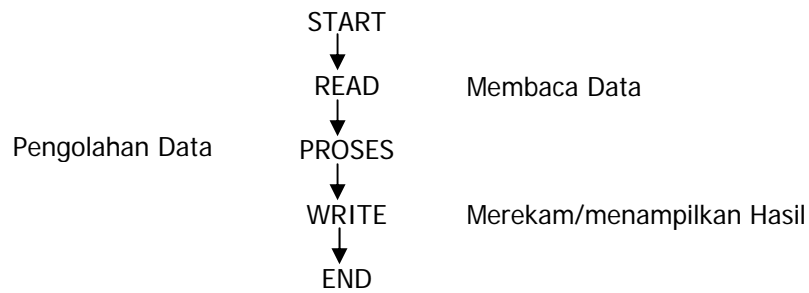 START
READ Membaca Data
Pengolahan Data PROSES
WRITE Merekam/menampilkan Hasil
END